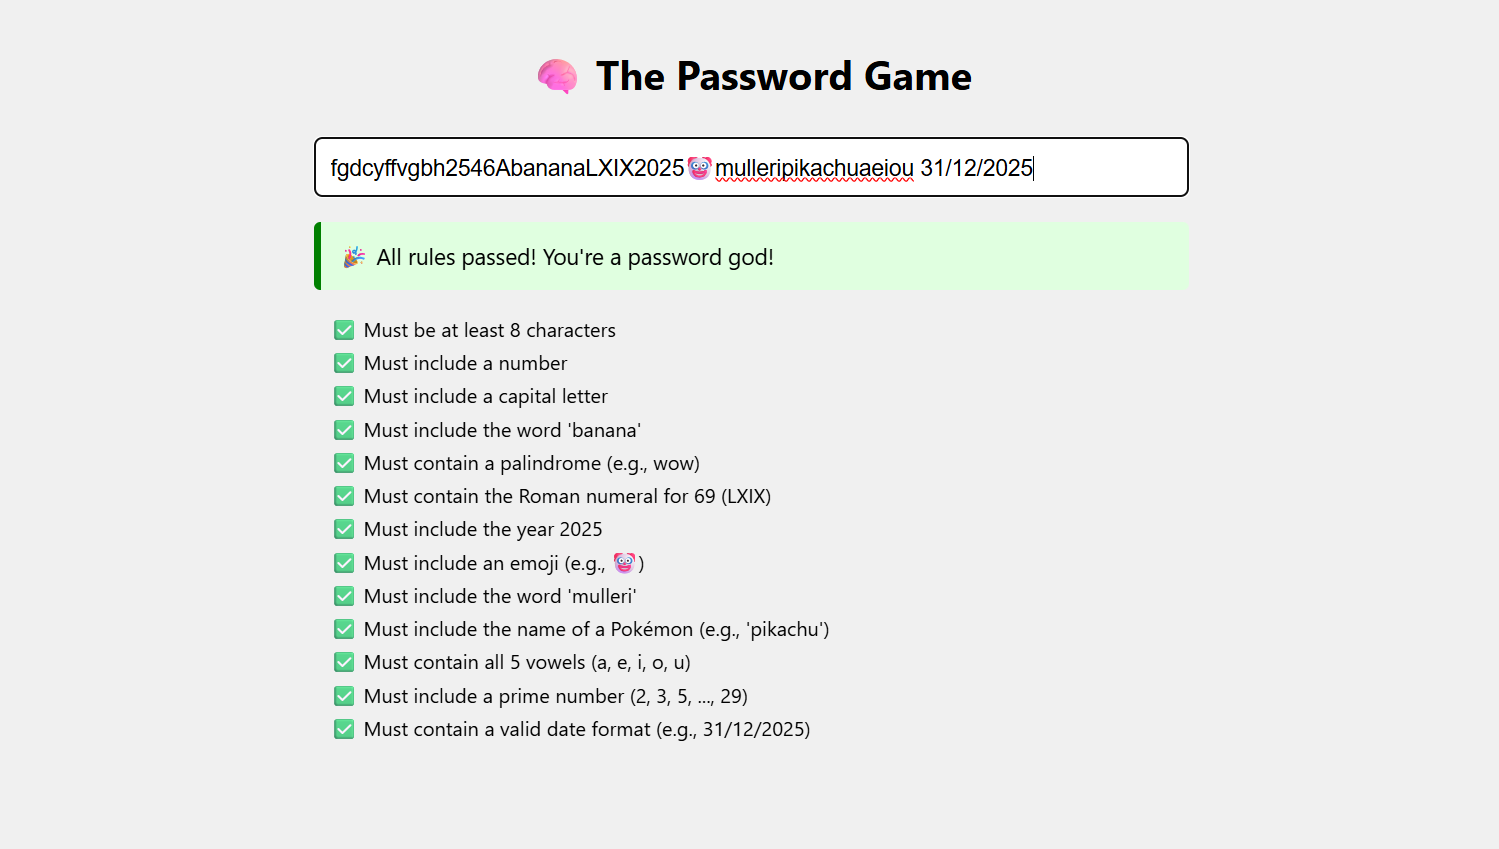 🧠 The Password Game
fgdcyffvgbh2546AbananaLXIX2025🤡mulleripikachuaeiou 31/12/2025
🎉 All rules passed! You're a password god!
✅ Must be at least 8 characters
✅ Must include a number
✅ Must include a capital letter
✅ Must include the word 'banana'
✅ Must contain a palindrome (e.g., wow)
✅ Must contain the Roman numeral for 69 (LXIX)
✅ Must include the year 2025
✅ Must include an emoji (e.g., 🤡)
✅ Must include the word 'mulleri'
✅ Must include the name of a Pokémon (e.g., 'pikachu')
✅ Must contain all 5 vowels (a, e, i, o, u)
✅ Must include a prime number (2, 3, 5, ..., 29)
✅ Must contain a valid date format (e.g., 31/12/2025)